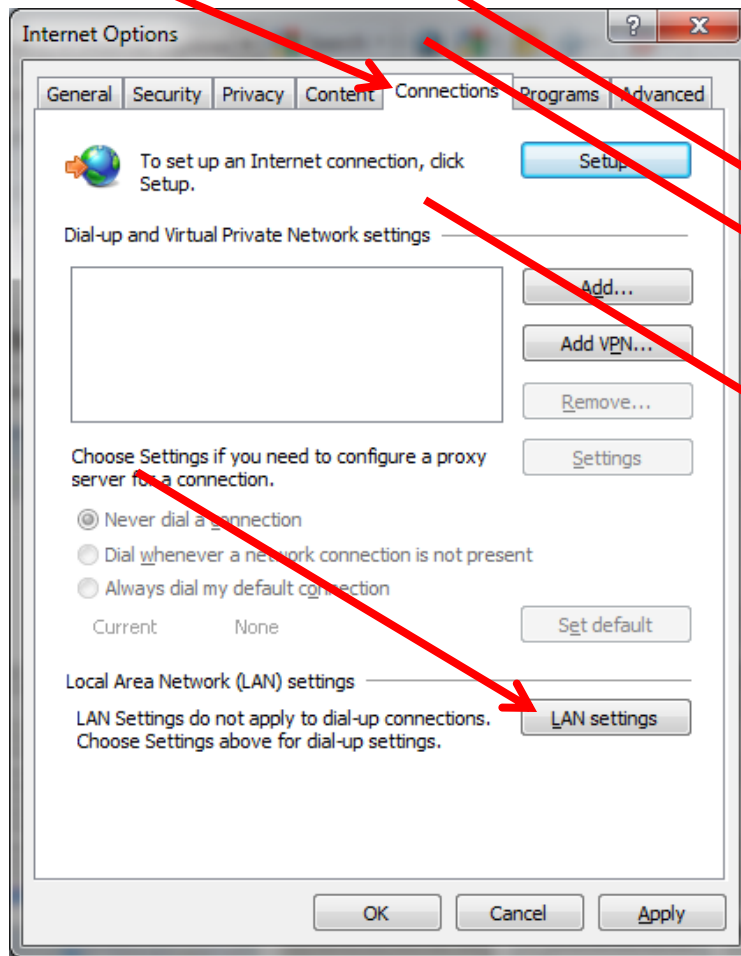 Internet Options
? X
General Security Privacy Content Connections Programs Advanced
To set up an Internet connection, click
Setup.
Setup
Dial-up and Virtual Private Network settings
Add...
Add VPN...
Remove...
Choose Settings if you need to configure a proxy
server for a connection.
Settings
Never dial a connection
Dial whenever a network connection is not present
Always dial my default connection
Current None
Set default
Local Area Network (LAN) settings
LAN Settings do not apply to dial-up connections.
Choose Settings above for dial-up settings.
LAN settings
OK Cancel Apply